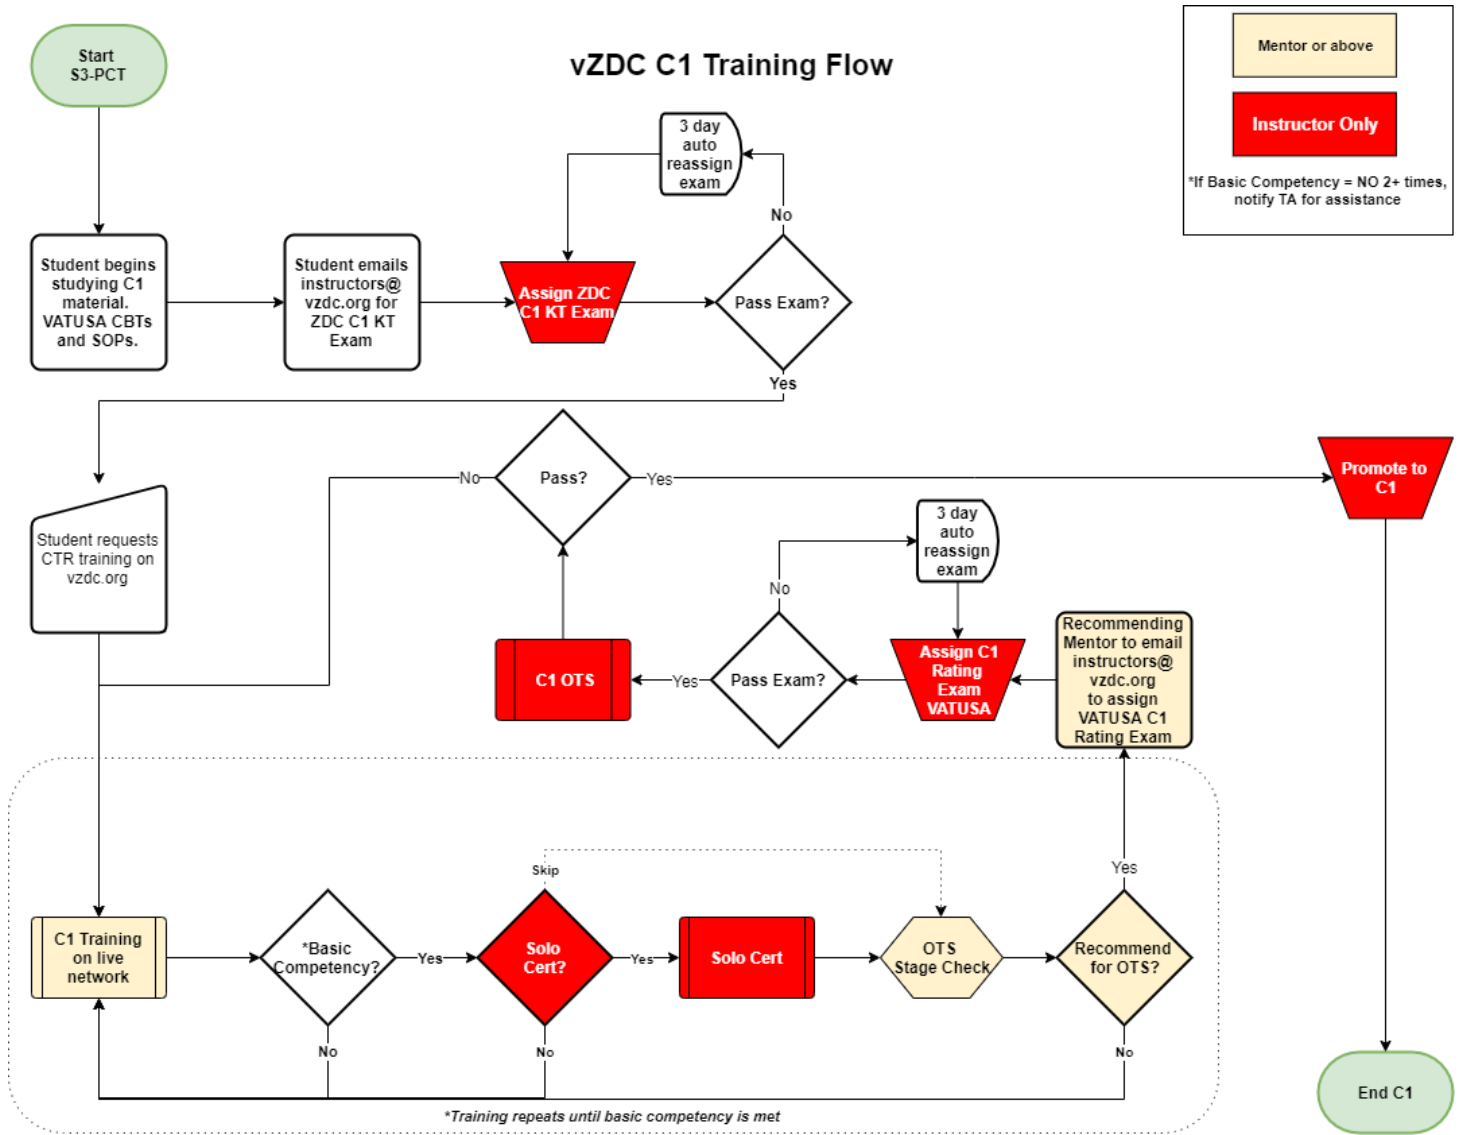 Start
S3-PCT
vZDC C1 Training Flow
Mentor or above
Instructor Only
*If Basic Competency = NO 2+ times,
notify TA for assistance
3 day
auto
reassign
exam
No
Student begins
studying C1
material.
VATUSA CBTs
and SOPs.
Student emails
instructors@
vzdc.org for
ZDC C1 KT
Exam
Assign ZDC
C1 KT Exam
Pass Exam?
Yes
Student requests
CTR training on
vzdc.org
No
Pass?
Yes
Promote to
C1
3 day
auto
reassign
exam
No
C1 OTS
Yes
Pass Exam?
Assign C1
Rating
Exam
VATUSA
Recommending
Mentor to email
instructors@
vzdc.org
to assign
VATUSA C1
Rating Exam
Yes
Skip
C1 Training
on live
network
*Basic
Competency?
Yes
Solo
Cert?
Yes
Solo Cert
OTS
Stage Check
Recommend
for OTS?
No
No
No
End C1
*Training repeats until basic competency is met